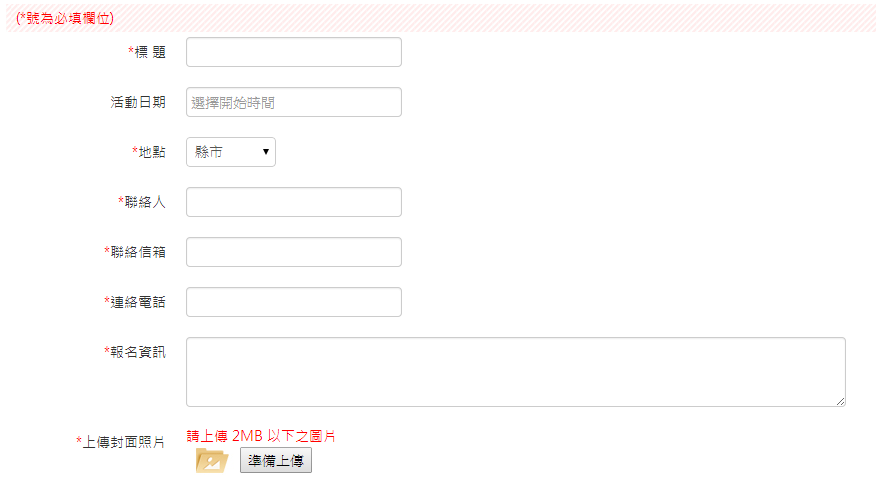 (*號為必填欄位)
*標 題
活動日期 選擇開始時間
*地點 縣市
*聯絡人
*聯絡信箱
*連絡電話
*報名資訊
*上傳封面照片 請上傳 2MB 以下之圖片
準備上傳